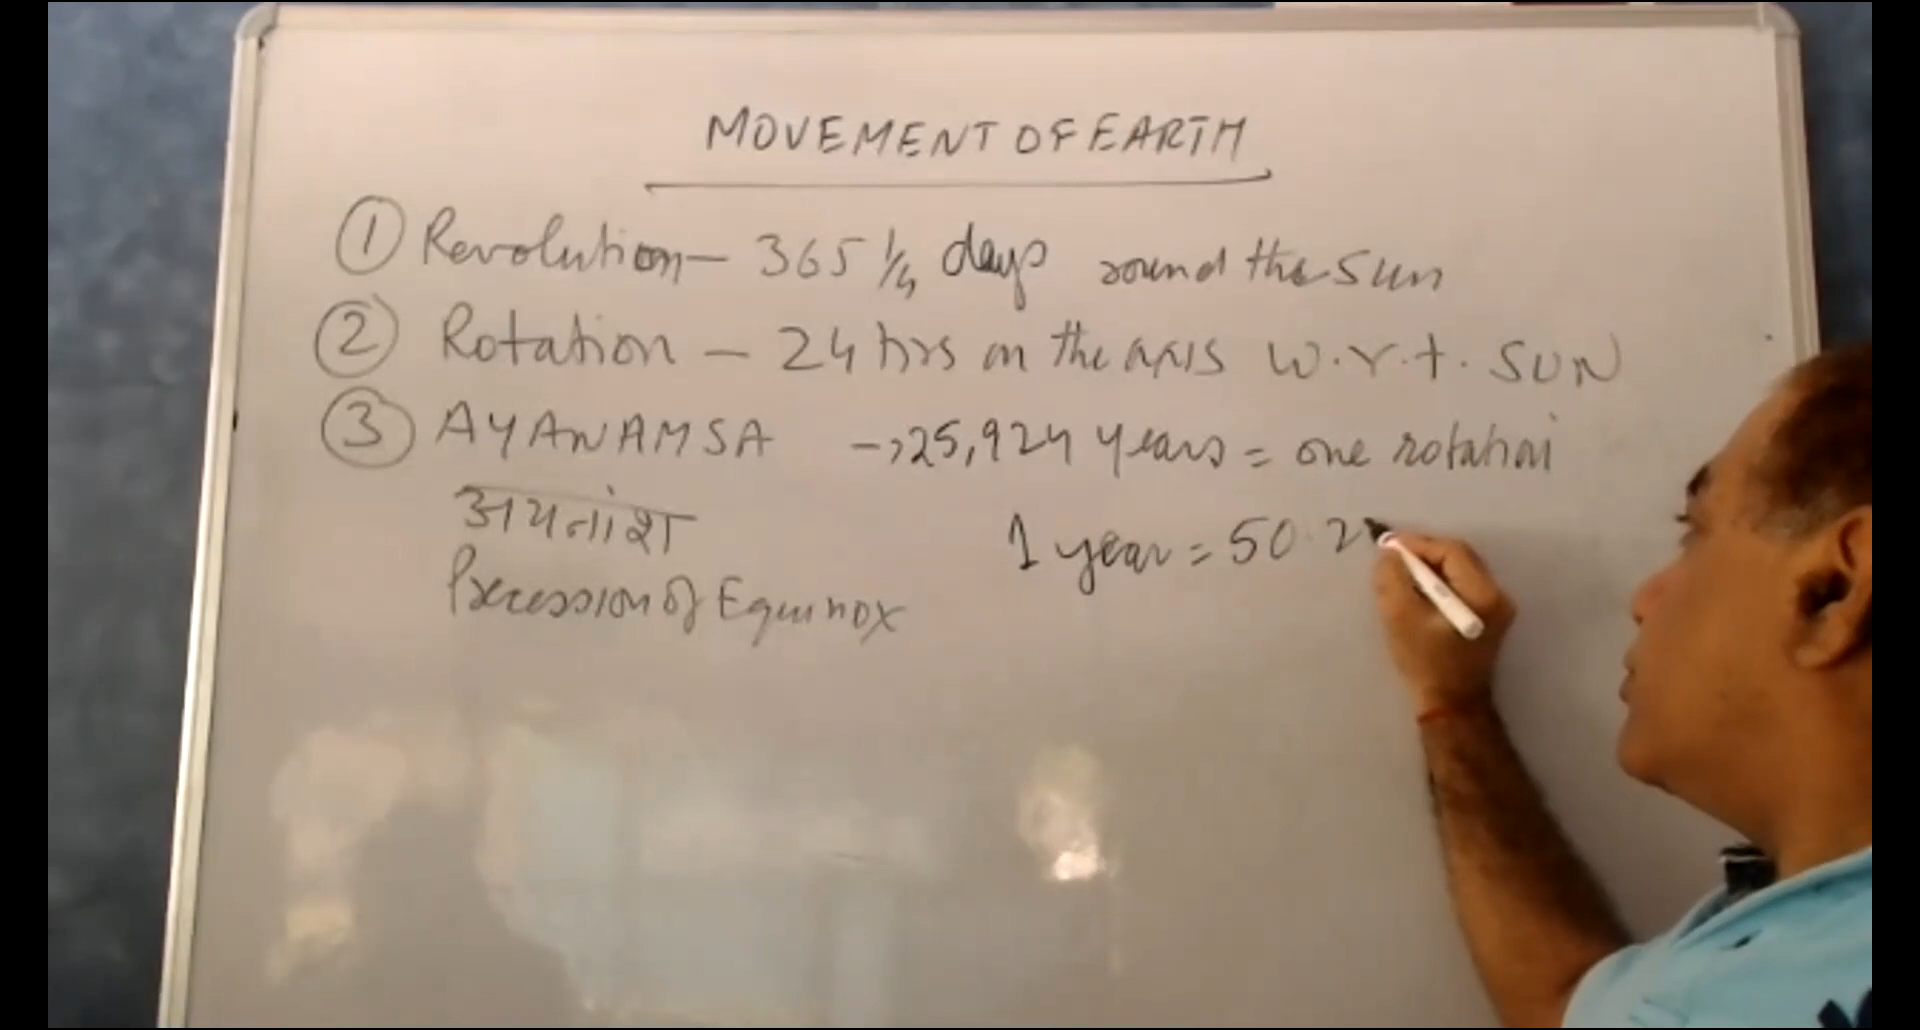 MOVEMENT OF EARTH
① Revolution - 365 1/4 days round the Sun
② Rotation - 24 hrs on the axis w.r.t. SUN
③ AYANAMSA → 25,924 years = one rotation
अयनांश
1 year = 50.2
Precession of Equinox